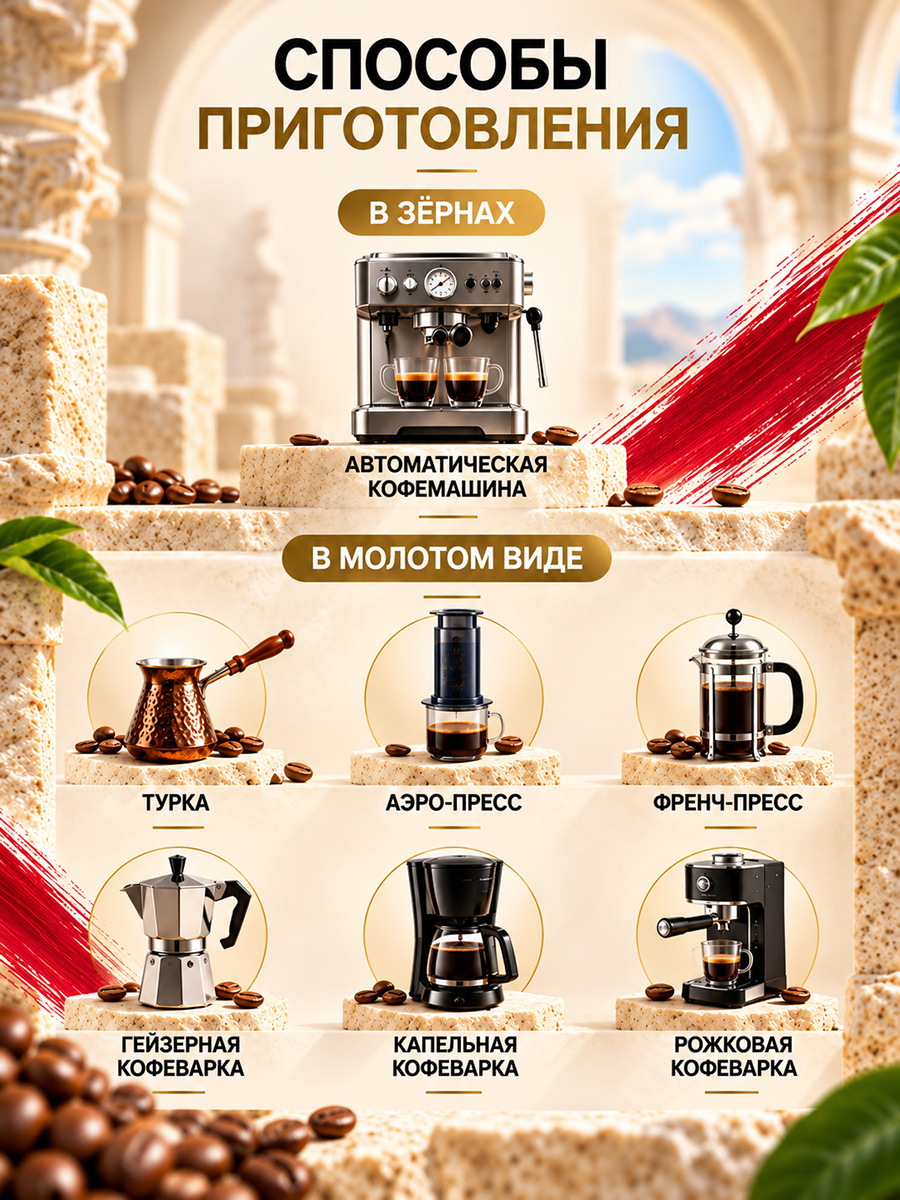 СПОСОБЫ
ПРИГОТОВЛЕНИЯ
В ЗЁРНАХ
АВТОМАТИЧЕСКАЯ
КОФЕМАШИНА
В МОЛОТОМ ВИДЕ
ТУРКА
АЭРО-ПРЕСС
ФРЕНЧ-ПРЕСС
ГЕЙЗЕРНАЯ
КОФЕВАРКА
КАПЕЛЬНАЯ
КОФЕВАРКА
РОЖКОВАЯ
КОФЕВАРКА